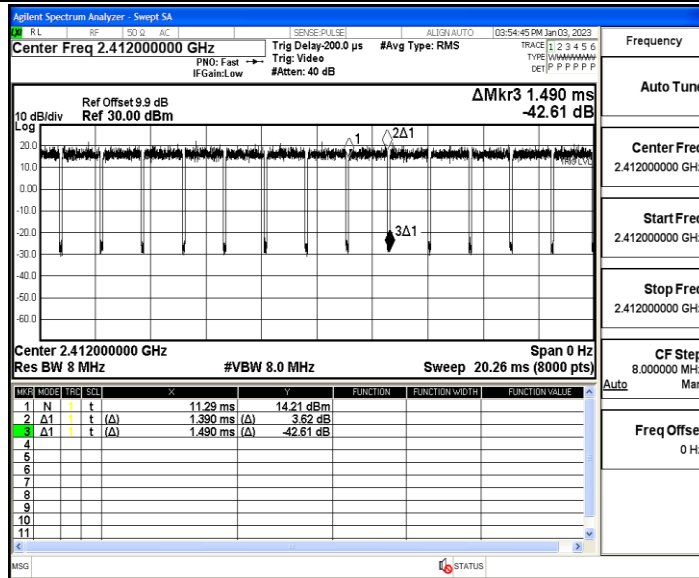 Agilent Spectrum Analyzer - Swept SA
RL RF 50 Ω AC SENSE:PULSE ALIGN AUTO 03:54:45 PM Jan 03, 2023
Center Freq 2.412000000 GHz
PNO: Fast
IFGain:Low
Trig Delay-200.0 µs
Trig: Video
#Atten: 40 dB
#Avg Type: RMS
TRACE 1 2 3 4 5 6
TYPE WWWWWW
DET P P P P P P
Ref Offset 9.9 dB
10 dB/div Ref 30.00 dBm
Log
ΔMkr3 1.490 ms
-42.61 dB
1 2Δ1
20.0
10.0
0.00
-10.0
-20.0
3Δ1
-30.0
-40.0
-50.0
-60.0
Center 2.412000000 GHz Span 0 Hz
Res BW 8 MHz #VBW 8.0 MHz Sweep 20.26 ms (8000 pts)
MKR MODE TRC SCL X Y FUNCTION FUNCTION WIDTH FUNCTION VALUE
1 N 1 t 11.29 ms 14.21 dBm
2 Δ1 1 t (Δ) 1.390 ms (Δ) 3.62 dB
3 Δ1 1 t (Δ) 1.490 ms (Δ) -42.61 dB
4
5
6
7
8
9
10
11
MSG STATUS
Frequency
Auto Tune
Center Freq
2.412000000 GHz
Start Freq
2.412000000 GHz
Stop Freq
2.412000000 GHz
CF Step
8.000000 MHz
Auto Man
Freq Offset
0 Hz